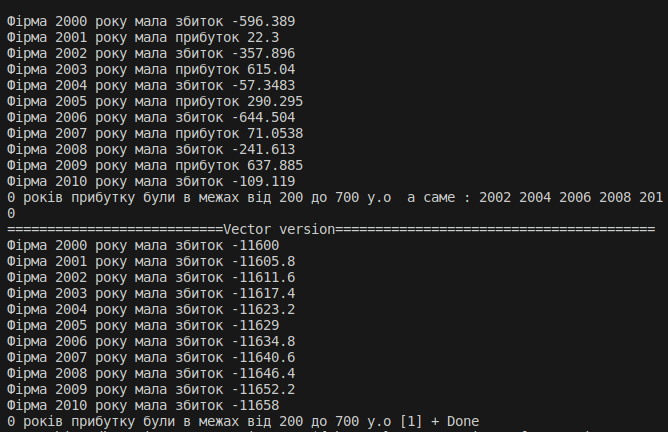 Фірма 2000 року мала збиток -596.389
Фірма 2001 року мала прибуток 22.3
Фірма 2002 року мала збиток -357.896
Фірма 2003 року мала прибуток 615.04
Фірма 2004 року мала збиток -57.3483
Фірма 2005 року мала прибуток 290.295
Фірма 2006 року мала збиток -644.504
Фірма 2007 року мала прибуток 71.0538
Фірма 2008 року мала збиток -241.613
Фірма 2009 року мала прибуток 637.885
Фірма 2010 року мала збиток -109.119
0 років прибутку були в межах від 200 до 700 у.о  а саме : 2002 2004 2006 2008 201
0
===========================Vector version========================================
Фірма 2000 року мала збиток -11600
Фірма 2001 року мала збиток -11605.8
Фірма 2002 року мала збиток -11611.6
Фірма 2003 року мала збиток -11617.4
Фірма 2004 року мала збиток -11623.2
Фірма 2005 року мала збиток -11629
Фірма 2006 року мала збиток -11634.8
Фірма 2007 року мала збиток -11640.6
Фірма 2008 року мала збиток -11646.4
Фірма 2009 року мала збиток -11652.2
Фірма 2010 року мала збиток -11658
0 років прибутку були в межах від 200 до 700 у.о [1] + Done